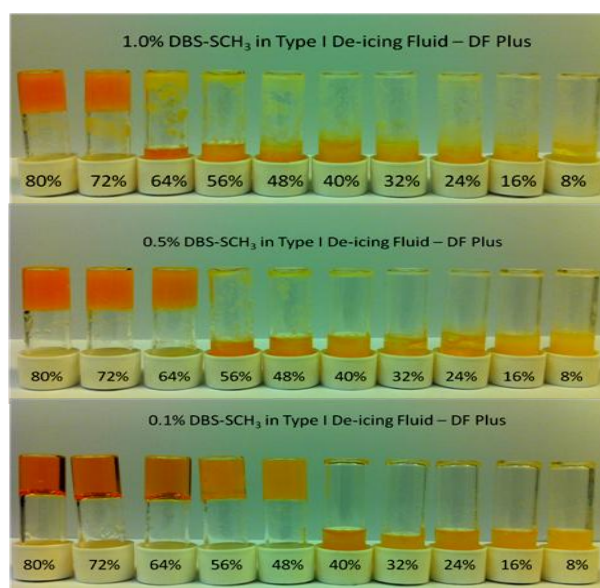 1.0% DBS-SCH₃ in Type I De-icing Fluid – DF Plus
80% 72% 64% 56% 48% 40% 32% 24% 16% 8%
0.5% DBS-SCH₃ in Type I De-icing Fluid – DF Plus
80% 72% 64% 56% 48% 40% 32% 24% 16% 8%
0.1% DBS-SCH₃ in Type I De-icing Fluid – DF Plus
80% 72% 64% 56% 48% 40% 32% 24% 16% 8%